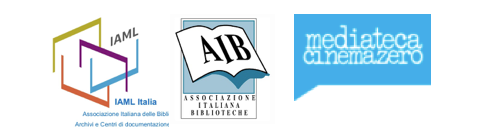 IAML
IAML Italia
Associazione Italiana delle Bibli
Archivi e Centri di documentazione
AIB
ASSOCIAZIONE
ITALIANA
BIBLIOTECHE
mediateca
cinemazero